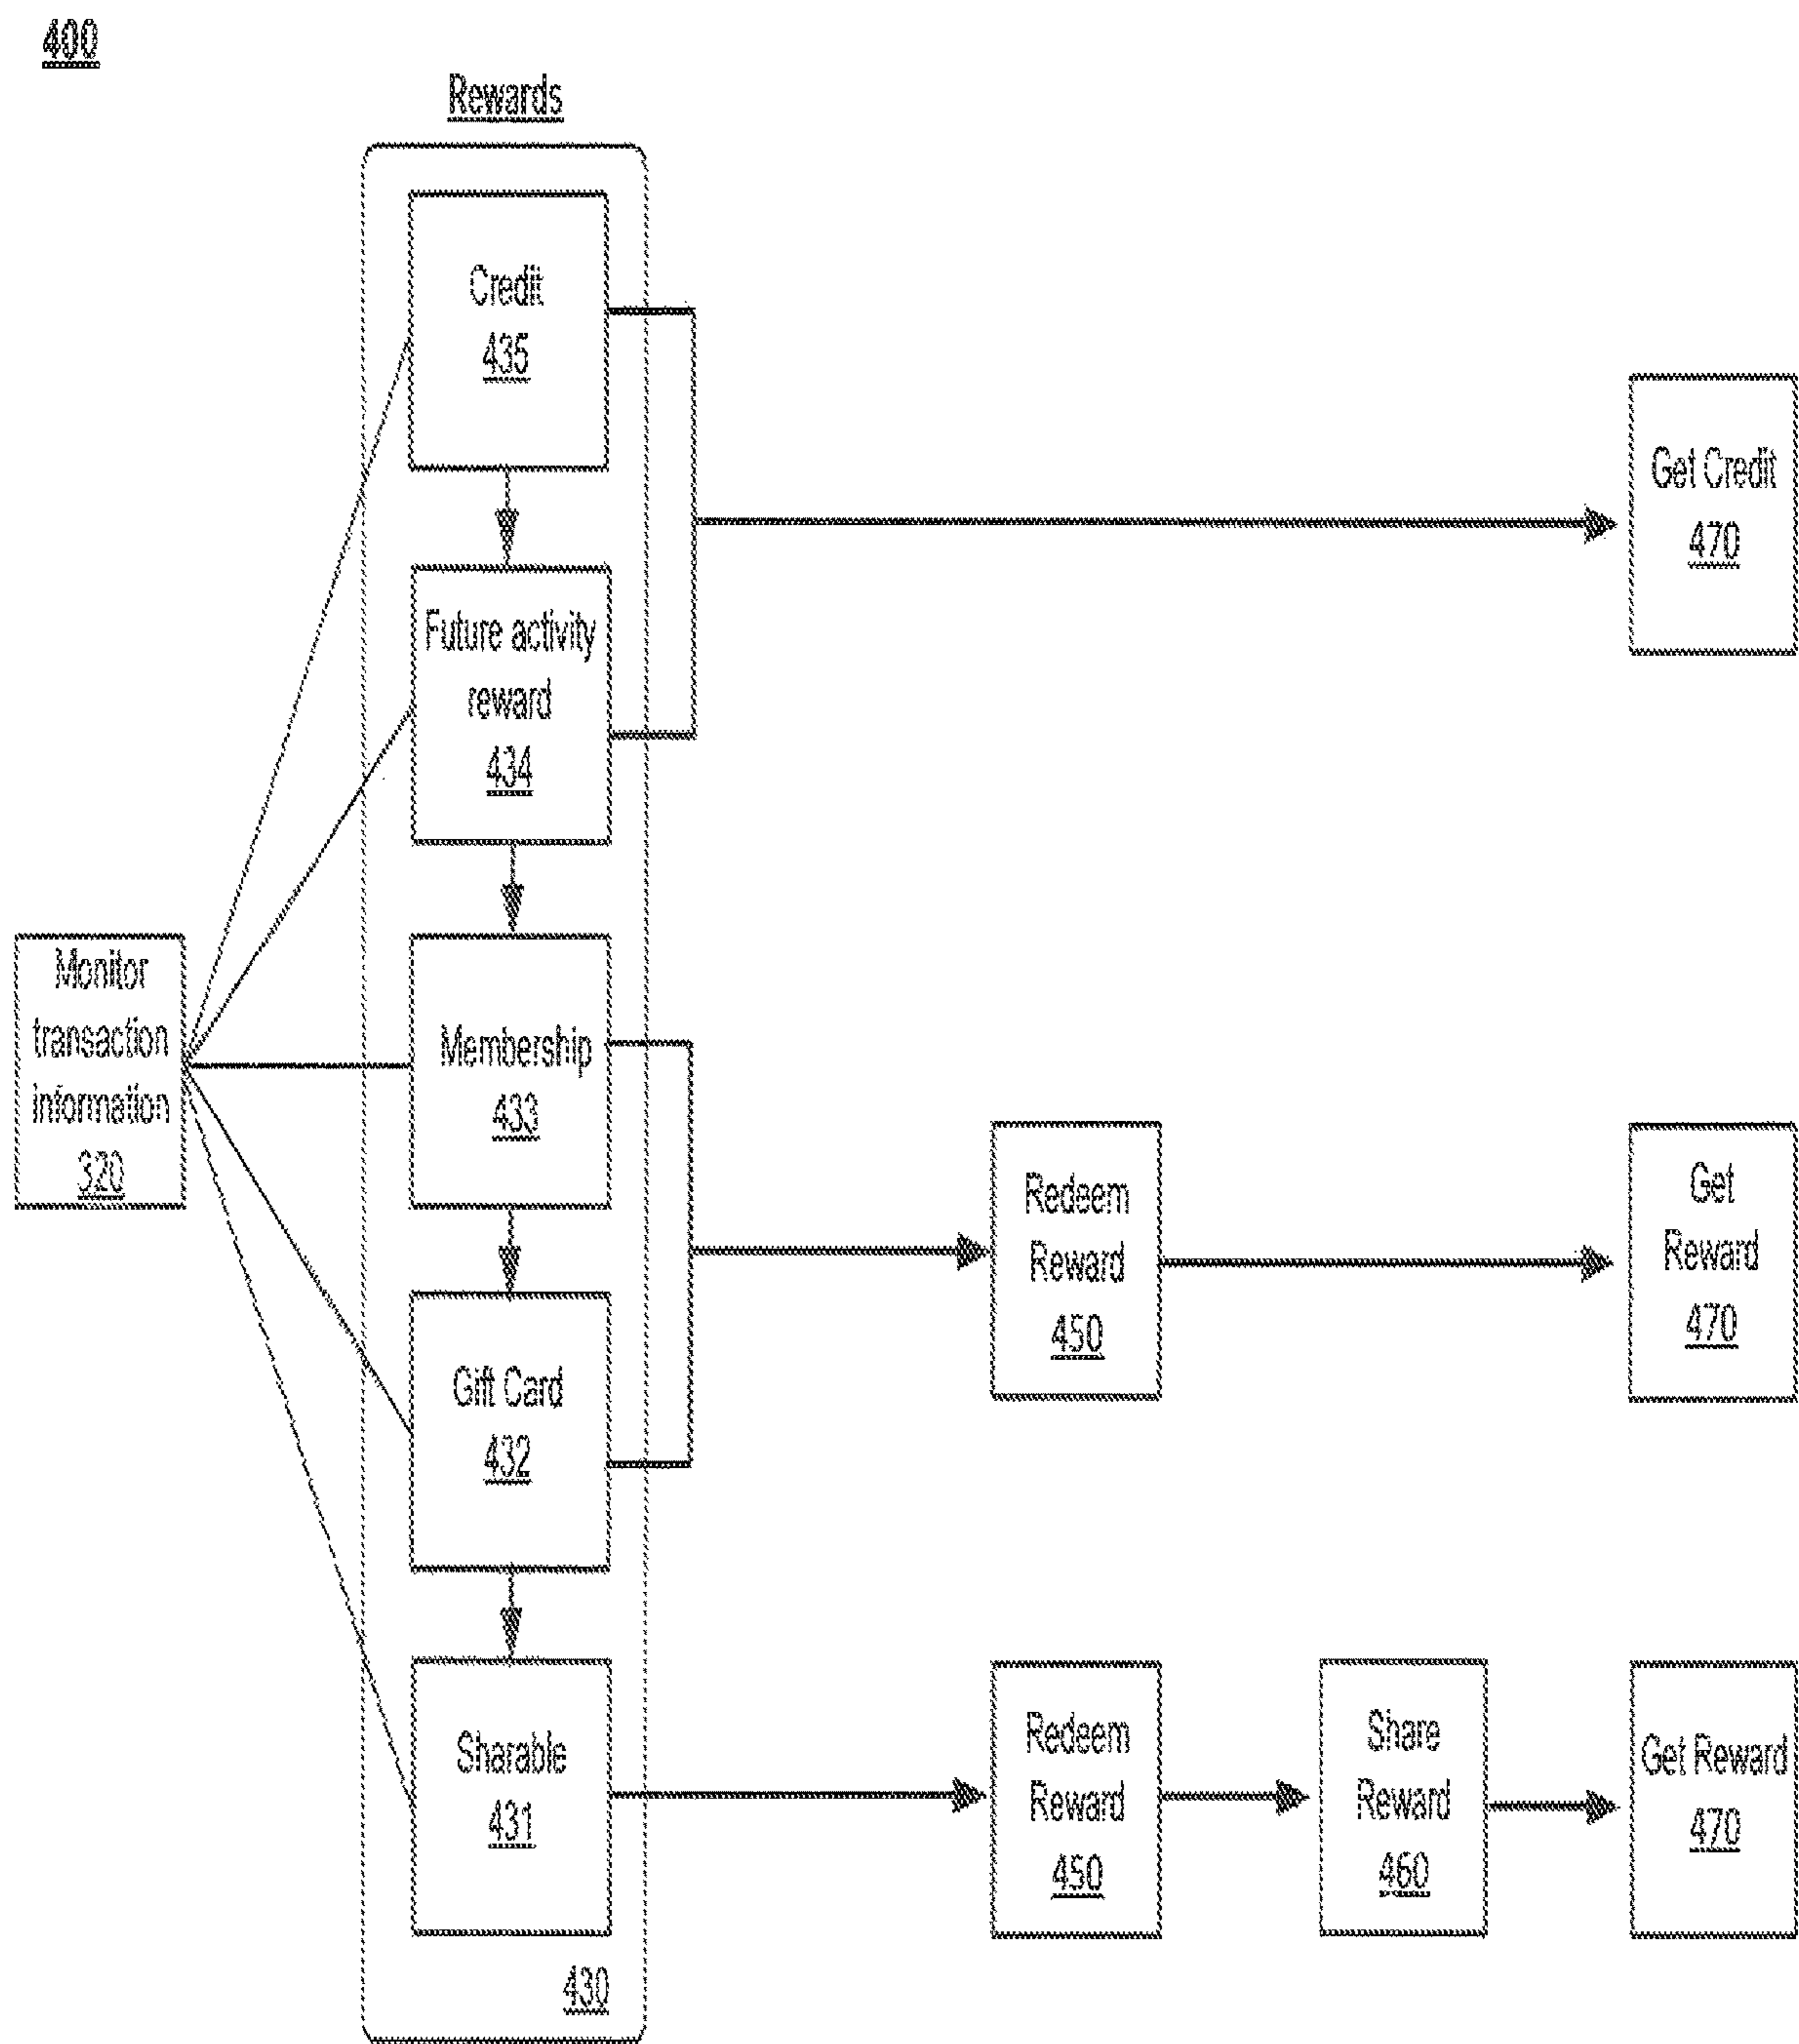 400
Rewards
Credit
435
Future activity
reward
434
Membership
433
Gift Card
432
Sharable
431
430
Monitor
transaction
information
320
Get Credit
470
Redeem
Reward
450
Get
Reward
470
Redeem
Reward
450
Share
Reward
460
Get Reward
470